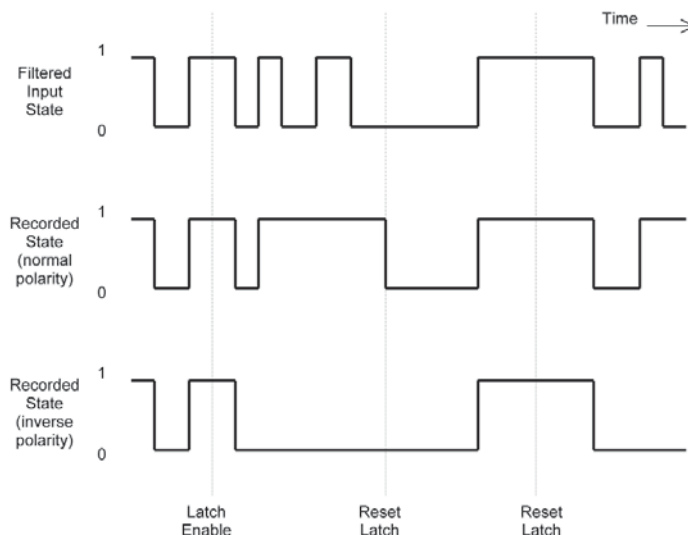 Time
1
Filtered
Input
State
0
1
Recorded
State
(normal
polarity)
0
1
Recorded
State
(inverse
polarity)
0
Latch
Enable
Reset
Latch
Reset
Latch